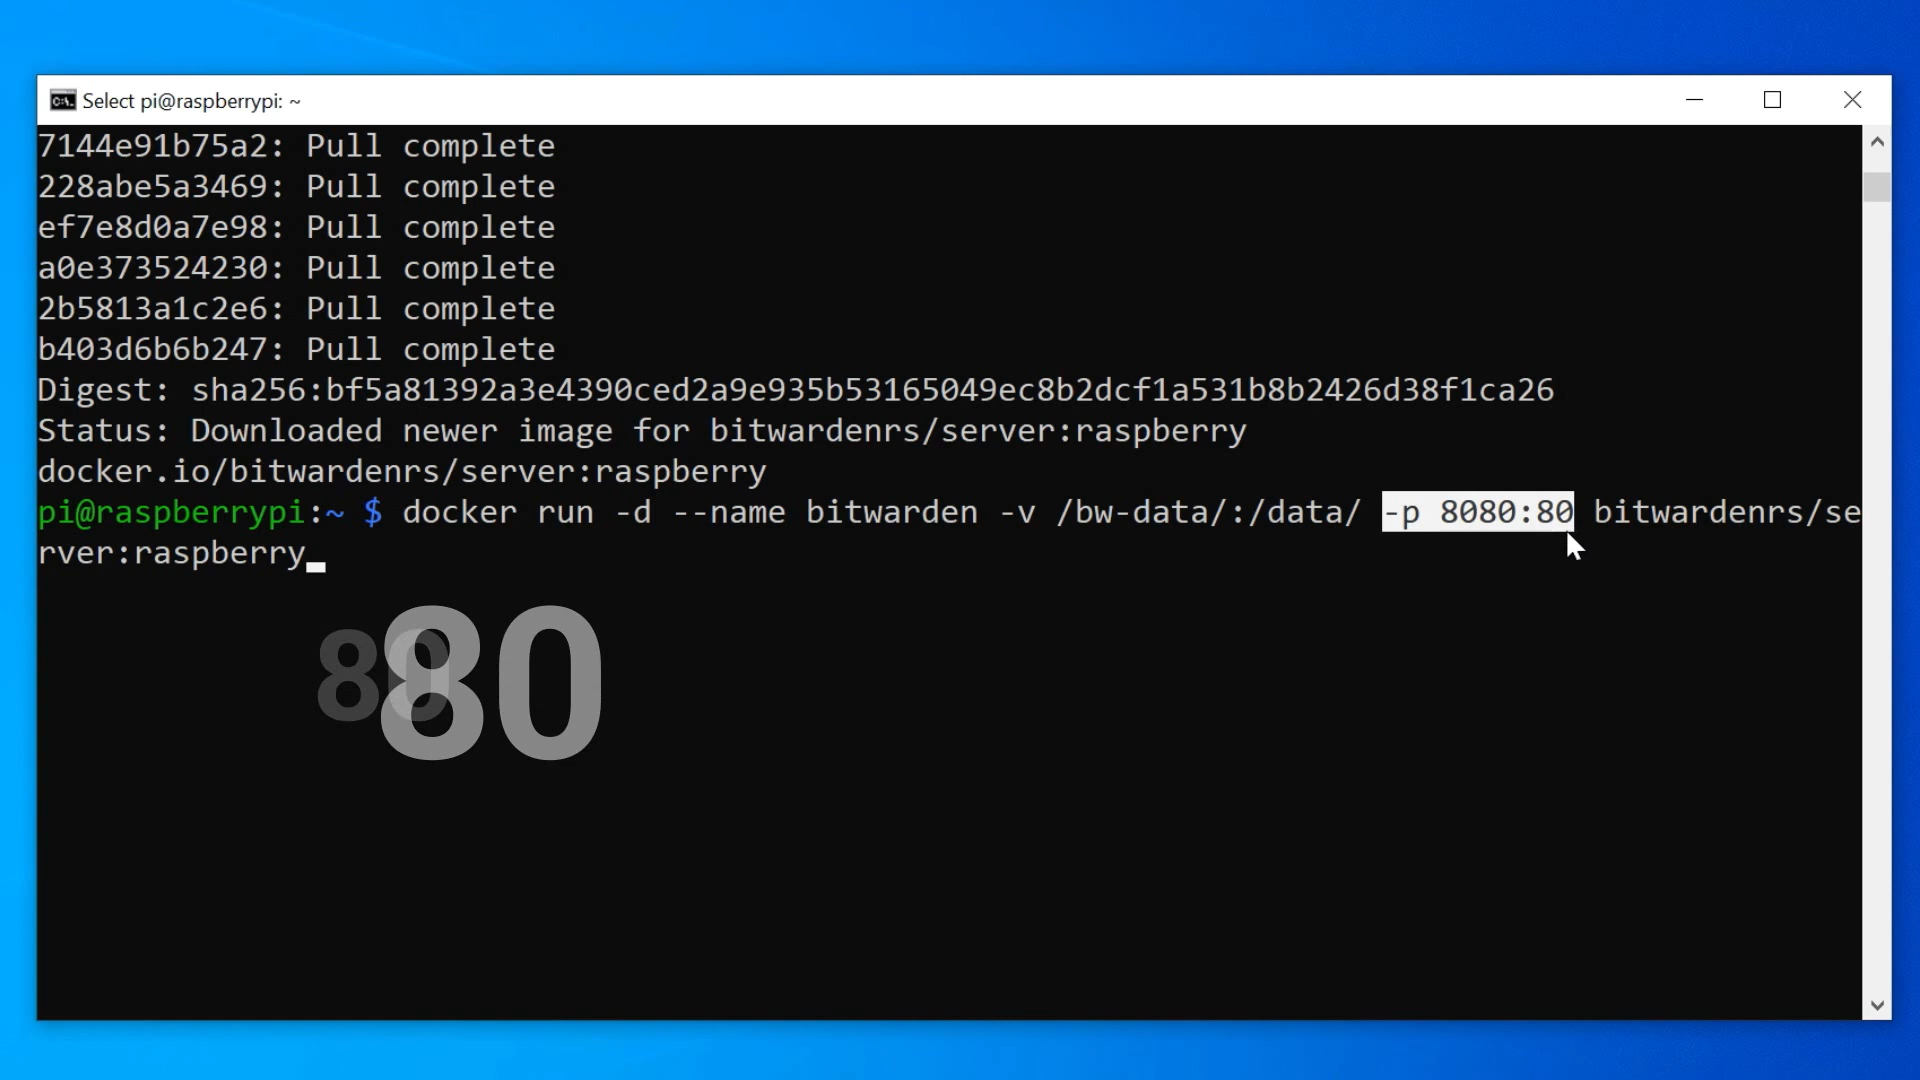 Select pi@raspberrypi: ~
7144e91b75a2: Pull complete
228abe5a3469: Pull complete
ef7e8d0a7e98: Pull complete
a0e373524230: Pull complete
2b5813a1c2e6: Pull complete
b403d6b6b247: Pull complete
Digest: sha256:bf5a81392a3e4390ced2a9e935b53165049ec8b2dcf1a531b8b2426d38f1ca26
Status: Downloaded newer image for bitwardenrs/server:raspberry
docker.io/bitwardenrs/server:raspberry
pi@raspberrypi:~ $ docker run -d --name bitwarden -v /bw-data/:/data/ -p 8080:80 bitwardenrs/se
rver:raspberry
80
80